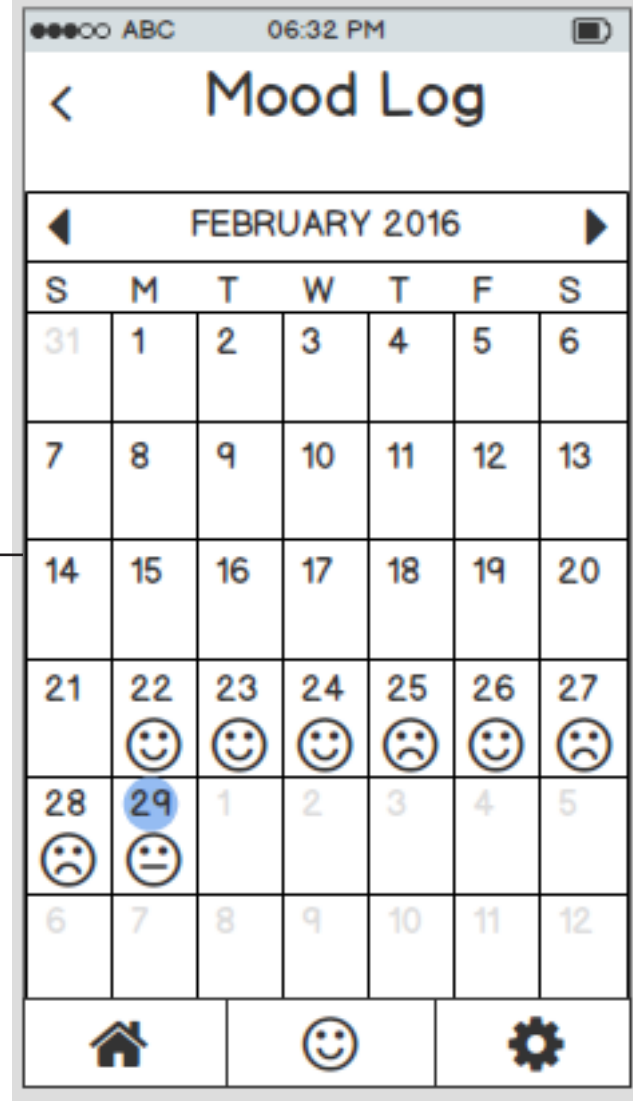 ABC 06:32 PM
Mood Log
FEBRUARY 2016
S M T W T F S
31 1 2 3 4 5 6
7 8 9 10 11 12 13
14 15 16 17 18 19 20
21 22 23 24 25 26 27
28 29 1 2 3 4 5
6 7 8 9 10 11 12